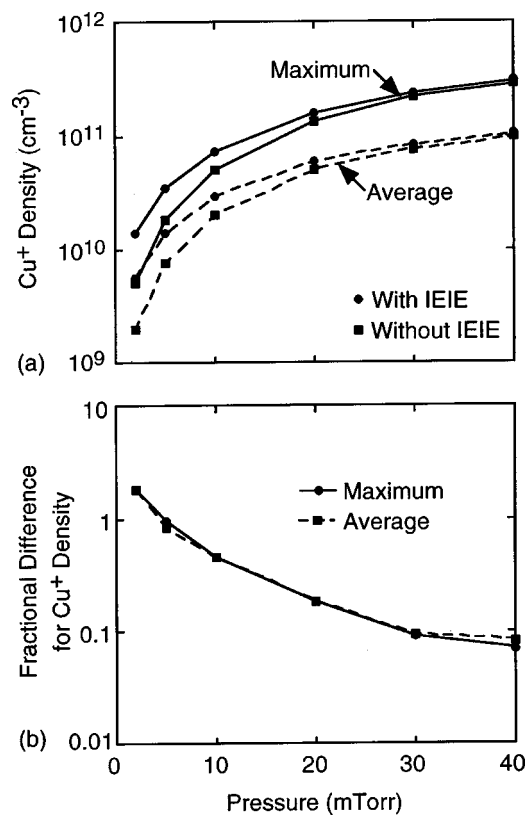 10¹²
Maximum
10¹¹
Cu⁺ Density (cm⁻³)
Average
10¹⁰
With IEIE
Without IEIE
10⁹
(a)
10
Maximum
Average
1
Fractional Difference
for Cu⁺ Density
0.1
(b)
0.01
0 10 20 30 40
Pressure (mTorr)